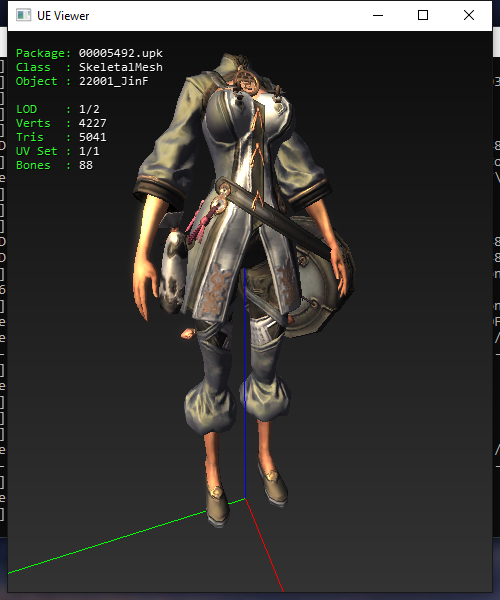 UE Viewer
Package: 00005492.upk
Class  : SkeletalMesh
Object : 22001_JinF
LOD    : 1/2
Verts  : 4227
Tris   : 5041
UV Set : 1/1
Bones  : 88